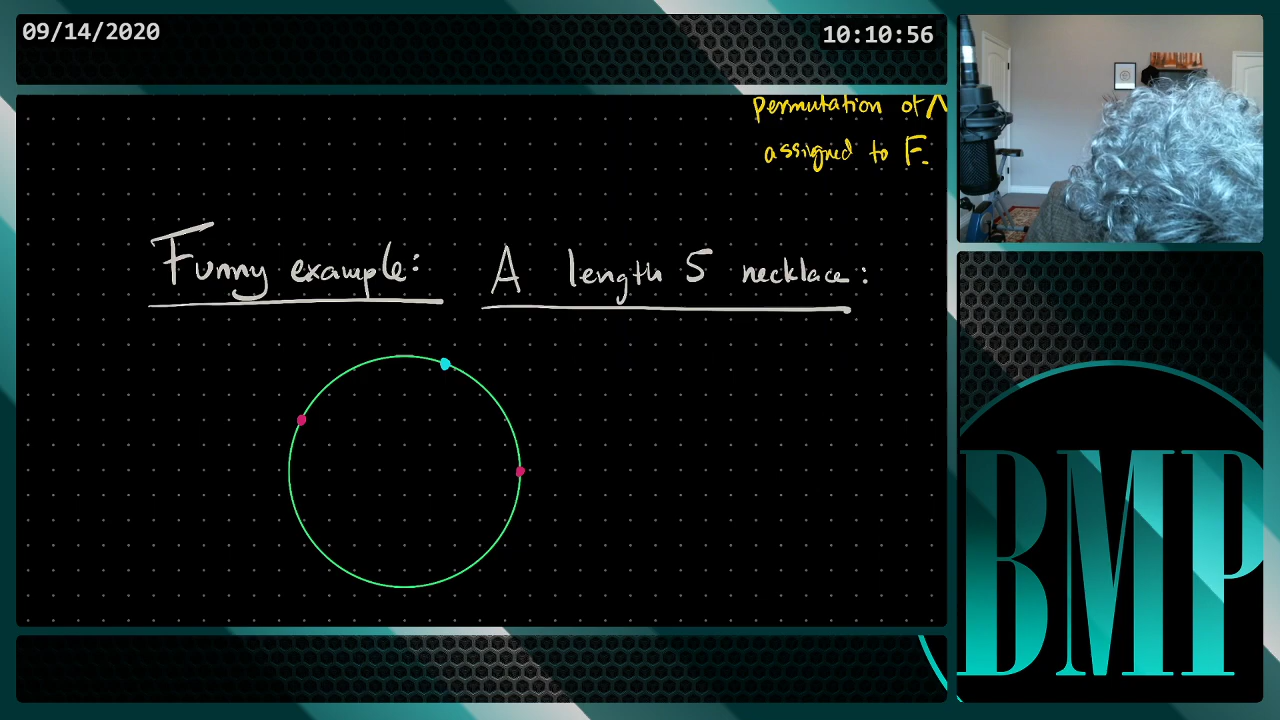 09/14/2020
10:10:56
permutation of Λ
assigned to F.
Funny example: A length 5 necklace:
BMP